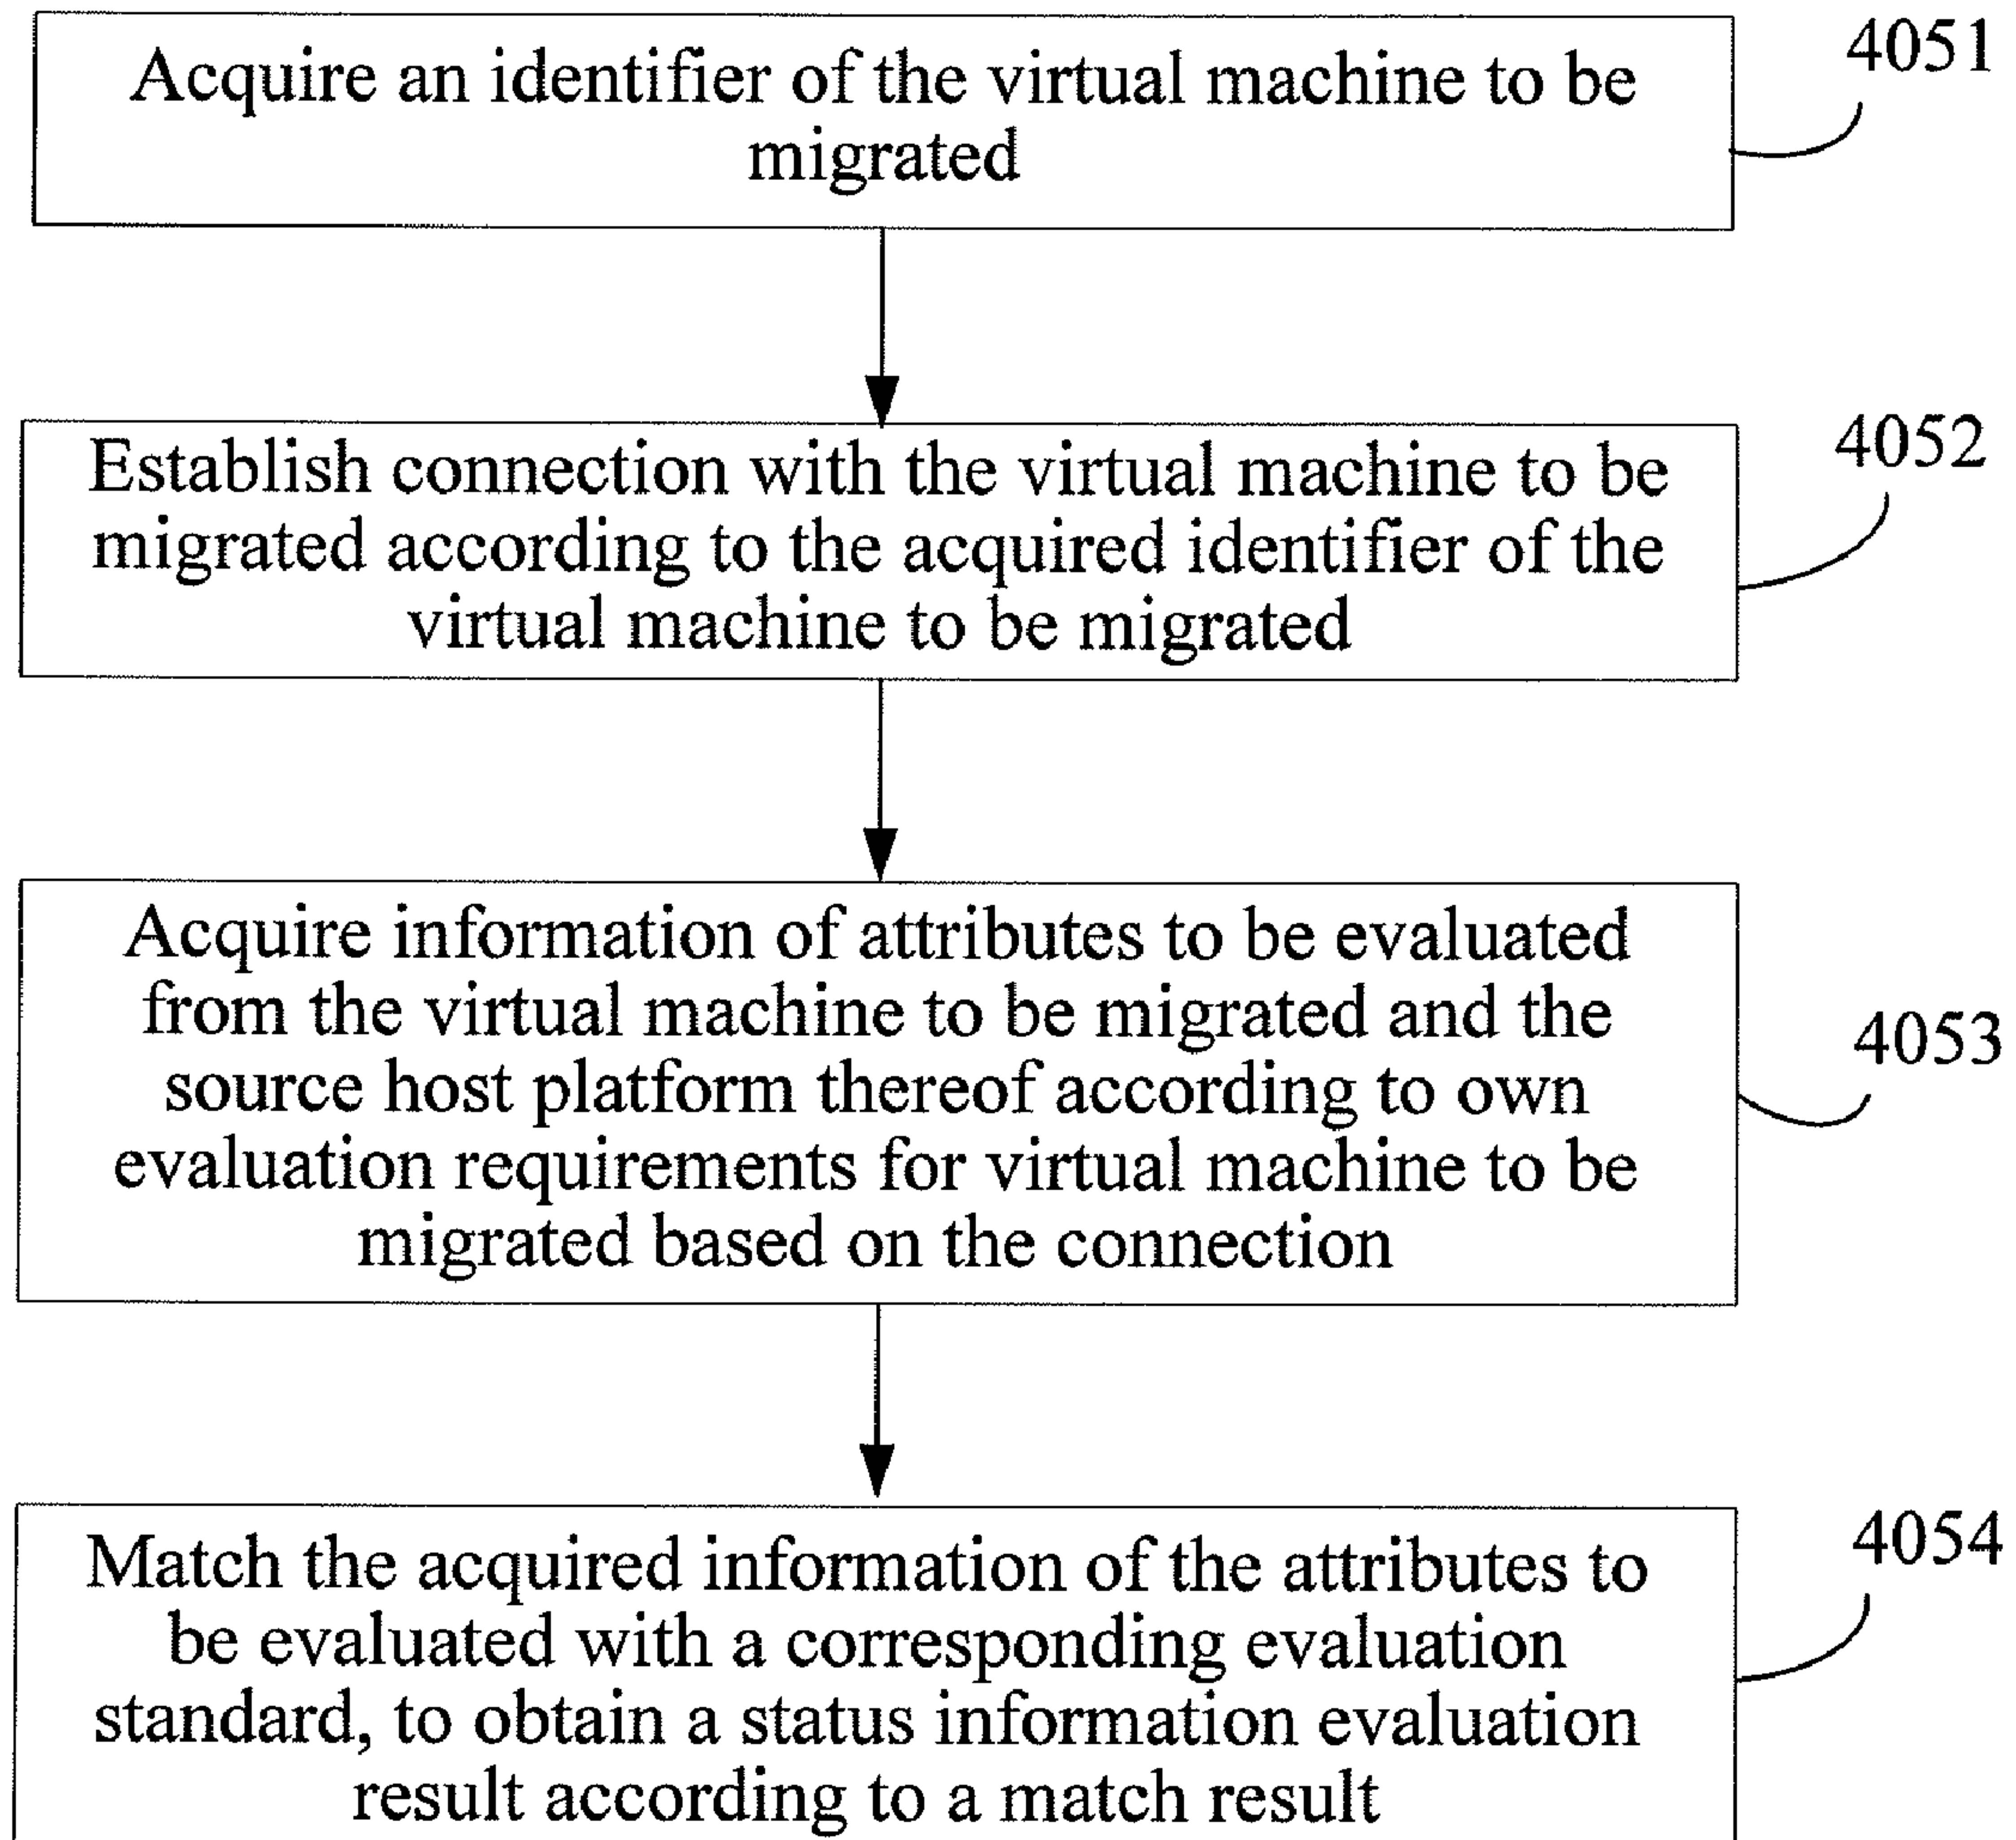 Acquire an identifier of the virtual machine to be
migrated
4051
Establish connection with the virtual machine to be
migrated according to the acquired identifier of the
virtual machine to be migrated
4052
Acquire information of attributes to be evaluated
from the virtual machine to be migrated and the
source host platform thereof according to own
evaluation requirements for virtual machine to be
migrated based on the connection
4053
Match the acquired information of the attributes to
be evaluated with a corresponding evaluation
standard, to obtain a status information evaluation
result according to a match result
4054